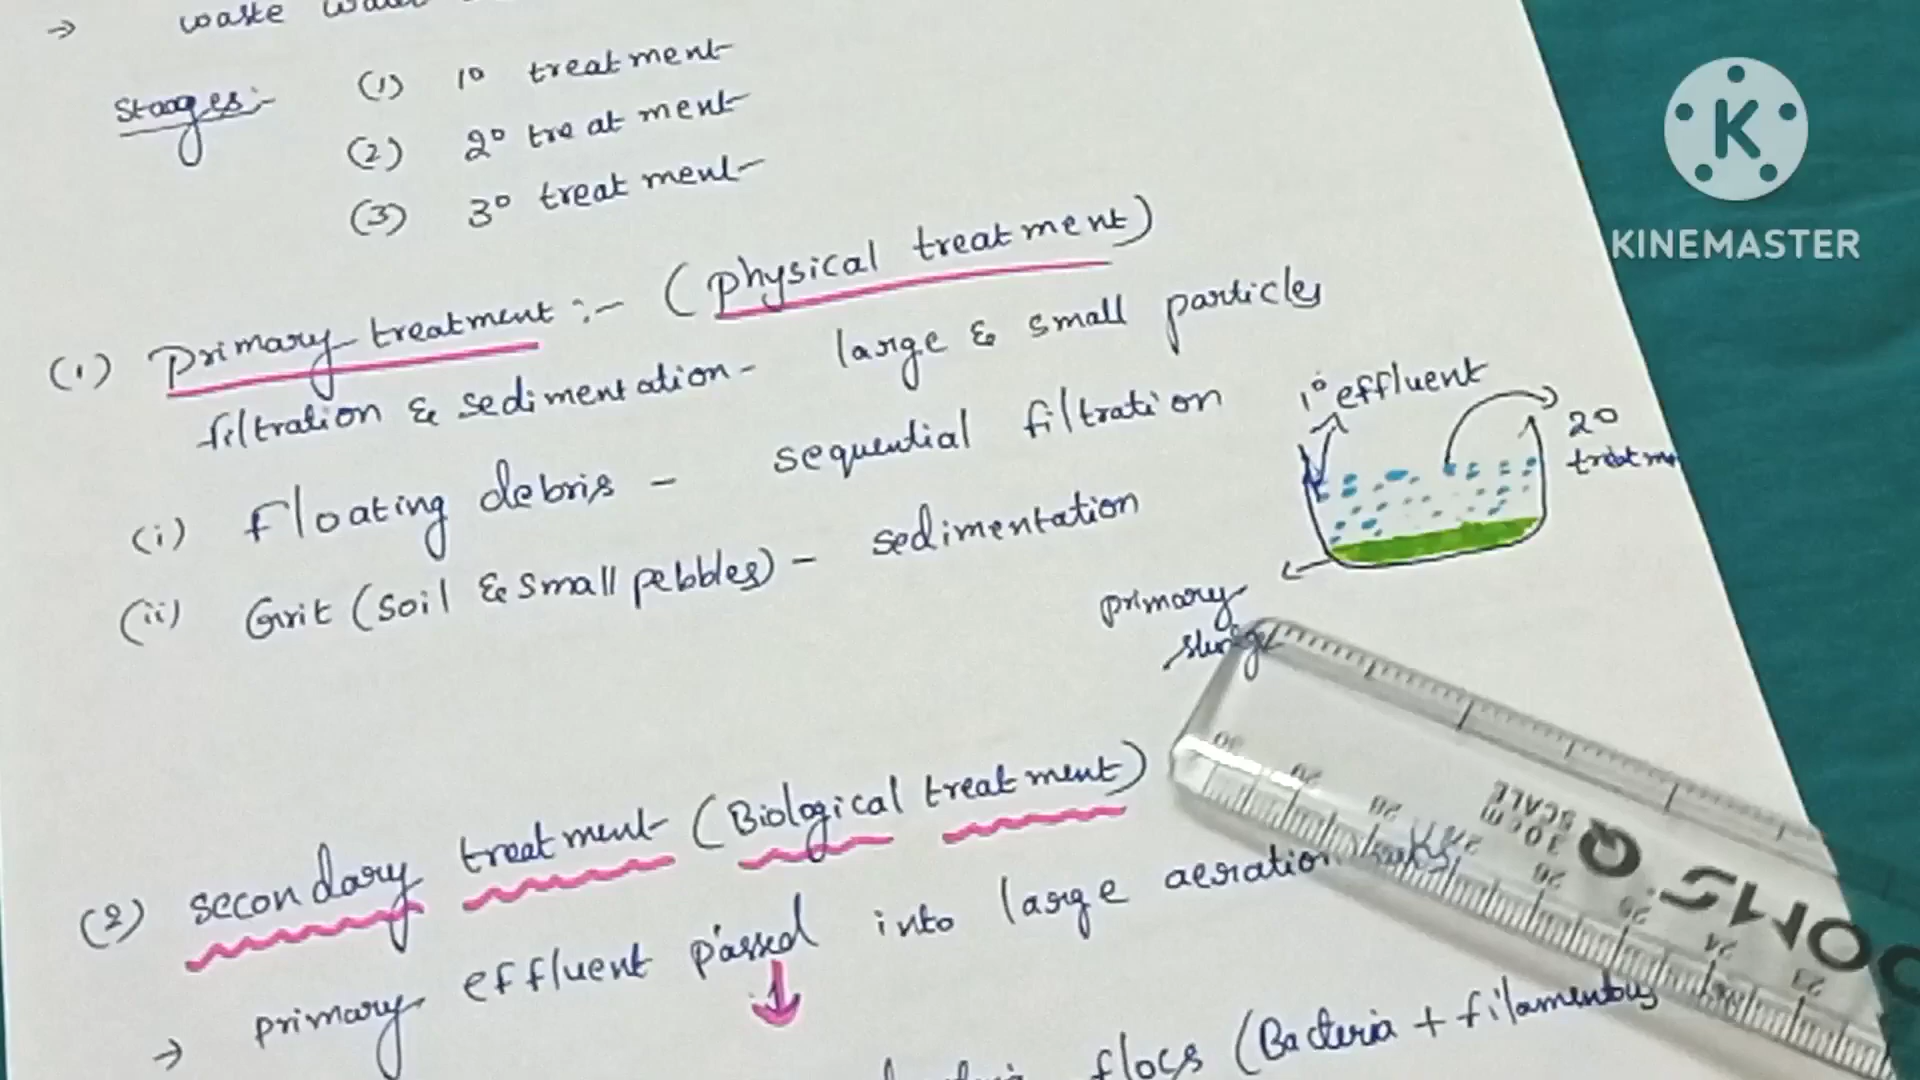 → waste
Stages:- (1) 1° treatment
(2) 2° treatment
(3) 3° treatment
(1) Primary treatment :- (Physical treatment)
filtration & sedimentation - large & small particles
(i) Floating debris - sequential filtration
(ii) Grit (soil & small pebbles) - sedimentation
1° effluent
2°
primary
(2) secondary treatment (Biological treatment)
→ primary effluent passed into large aeration
flocs (Bacteria + filamentous
K
KINEMASTER
30cm
SCALE